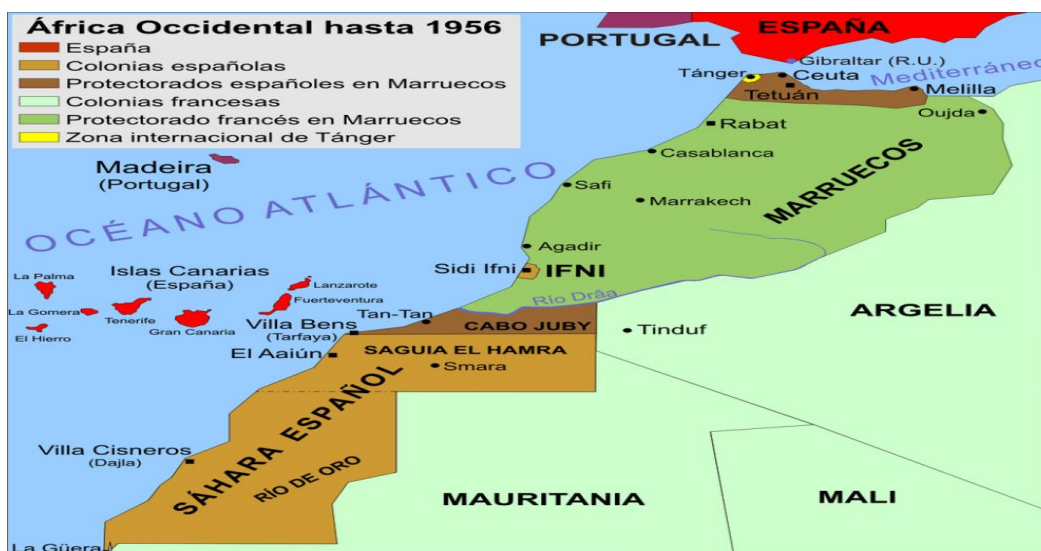 África Occidental hasta 1956
España
Colonias españolas
Protectorados españoles en Marruecos
Colonias francesas
Protectorado francés en Marruecos
Zona internacional de Tánger
PORTUGAL
ESPAÑA
Gibraltar (R.U.)
Tánger
Ceuta
Mediterráneo
Tetuán
Melilla
Oujda
Rabat
Casablanca
Madeira
(Portugal)
MARRUECOS
Safi
Marrakech
OCÉANO ATLÁNTICO
Agadir
Sidi Ifni
IFNI
Islas Canarias
(España)
La Palma
Lanzarote
Fuerteventura
La Gomera
Tenerife
Gran Canaria
El Hierro
Río Drâa
ARGELIA
Tan-Tan
Villa Bens
(Tarfaya)
CABO JUBY
Tinduf
El Aaiún
SAGUIA EL HAMRA
Smara
SÁHARA ESPAÑOL
Villa Cisneros
(Dajla)
RÍO DE ORO
MAURITANIA
MALI
La Güera